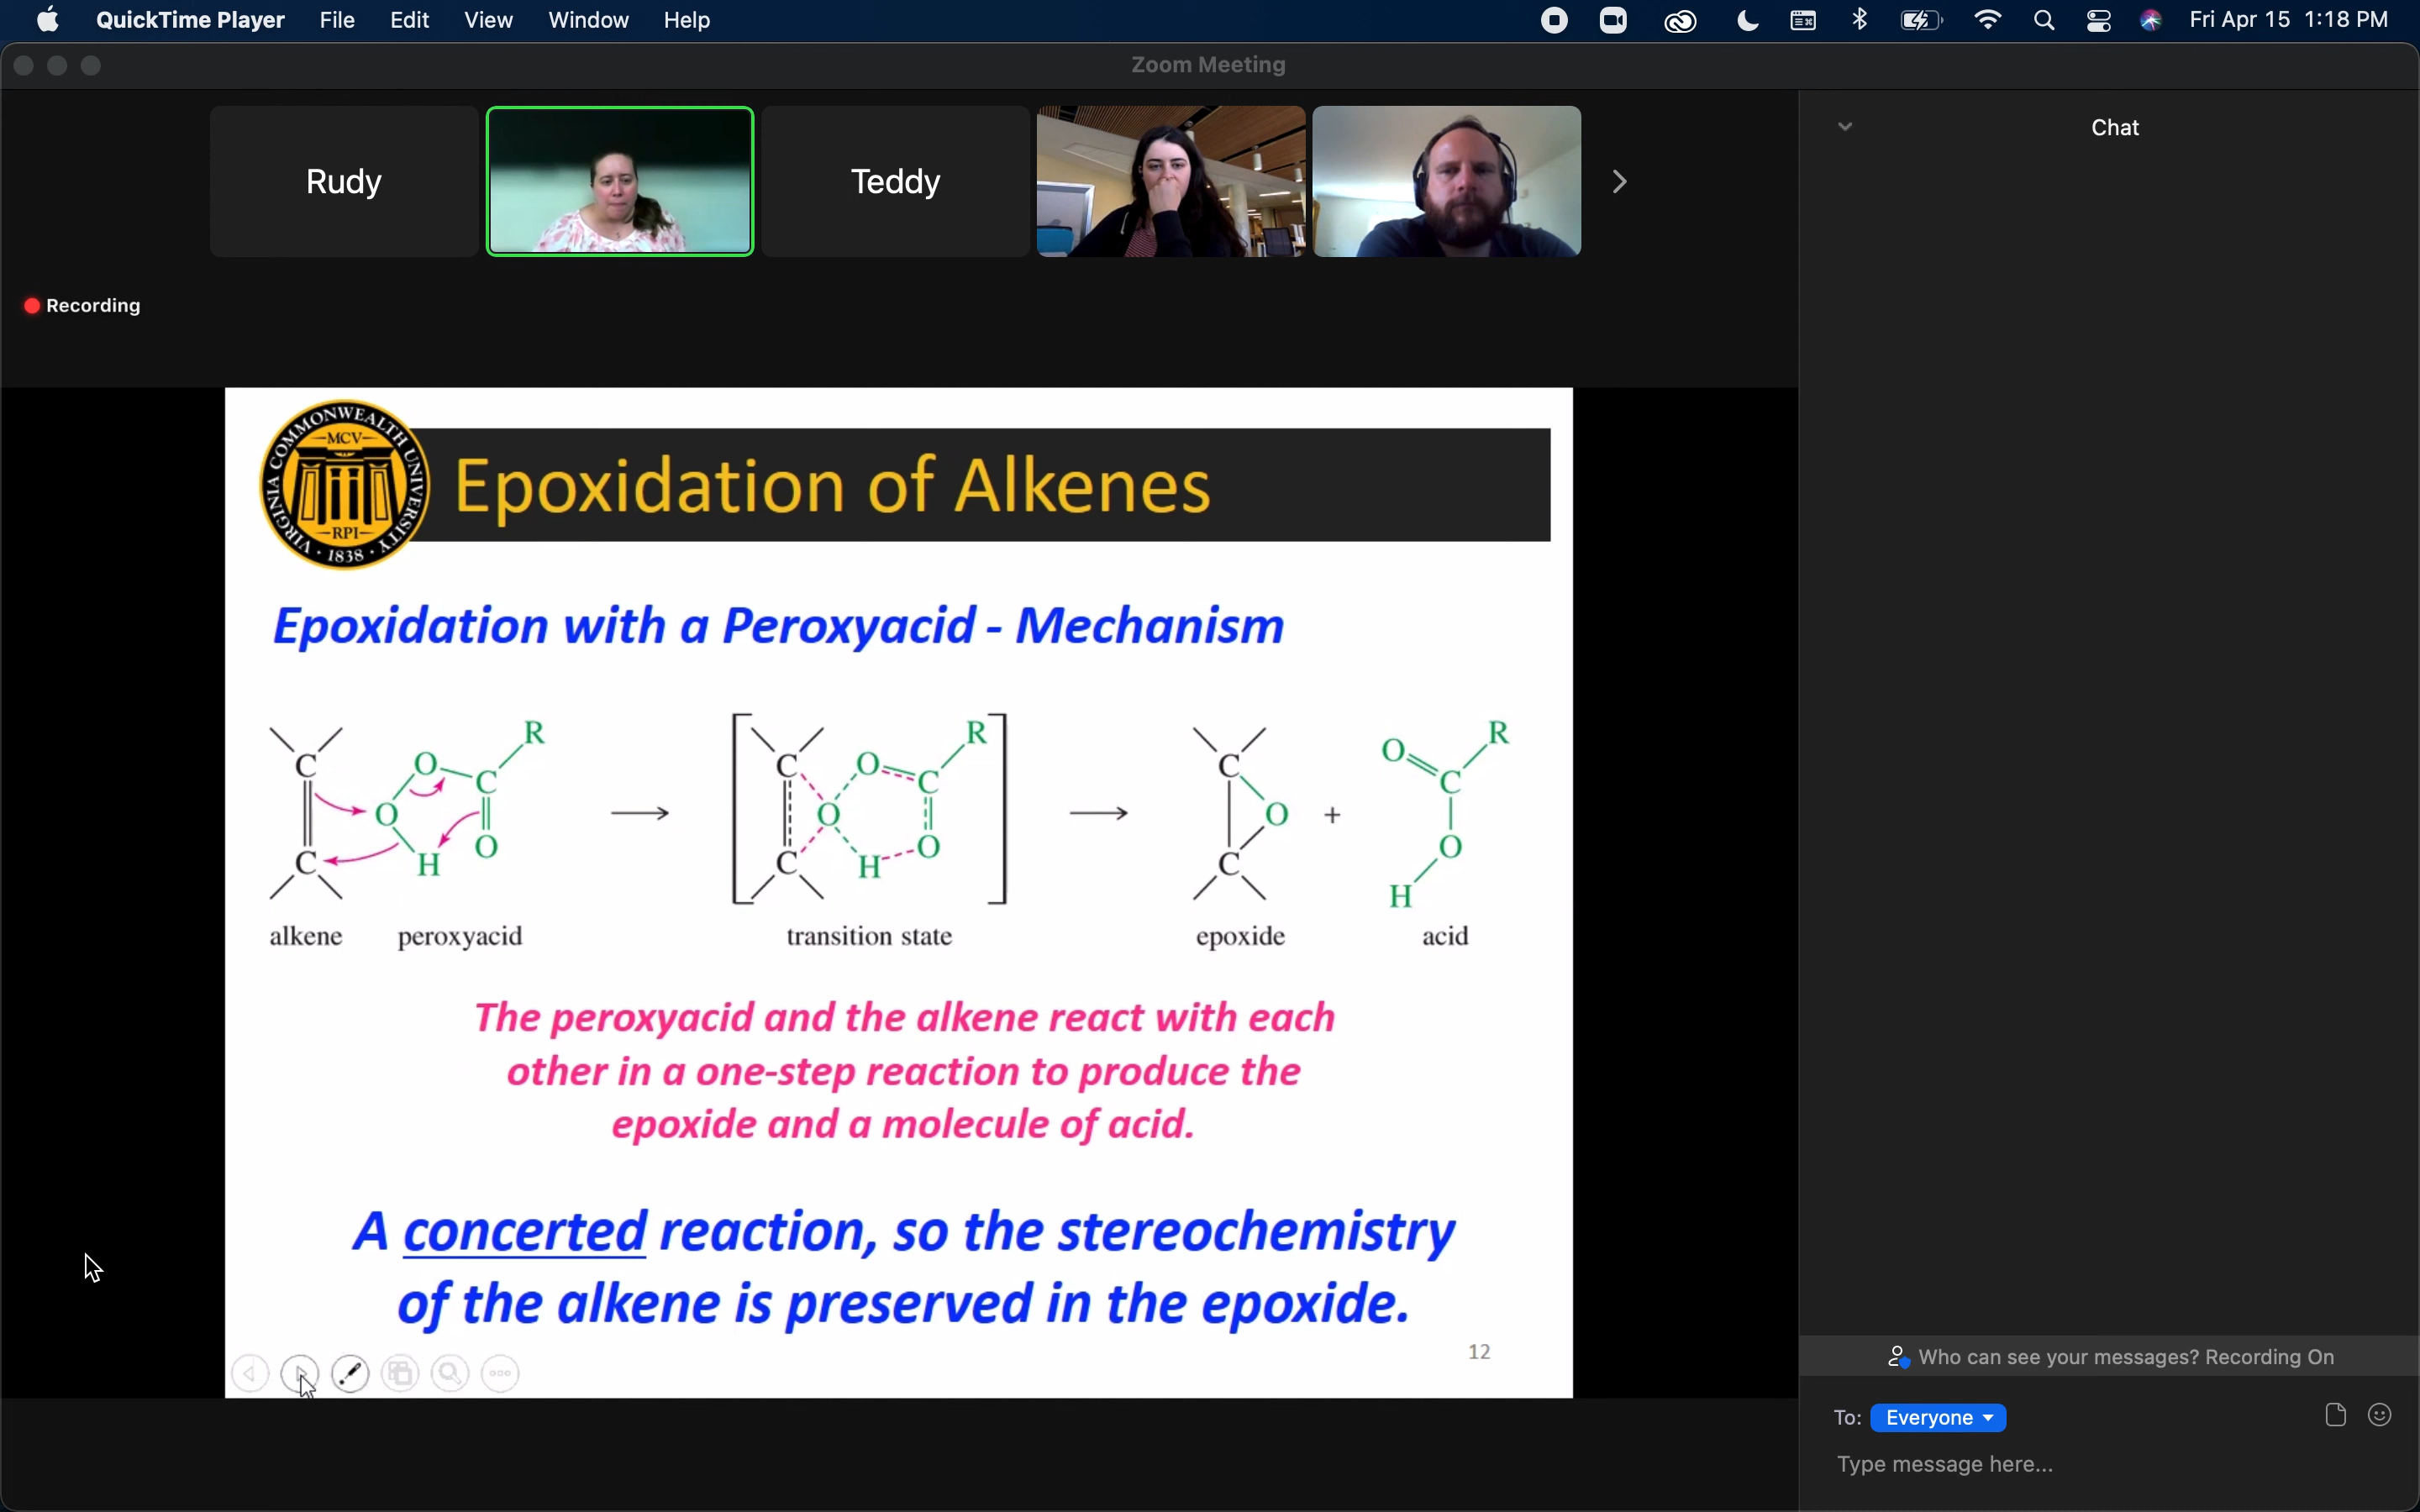 QuickTime Player File Edit View Window Help Fri Apr 15 1:18 PM
Zoom Meeting
Rudy
Teddy
Chat
Recording
VIRGINIA COMMONWEALTH UNIVERSITY
MCV
RPI
1838
Epoxidation of Alkenes
Epoxidation with a Peroxyacid - Mechanism
C O O C R O H C
C O O C R O H C
C O C + O C R O H
alkene peroxyacid transition state epoxide acid
The peroxyacid and the alkene react with each
other in a one-step reaction to produce the
epoxide and a molecule of acid.
A concerted reaction, so the stereochemistry
of the alkene is preserved in the epoxide.
12
Who can see your messages? Recording On
To: Everyone
Type message here...